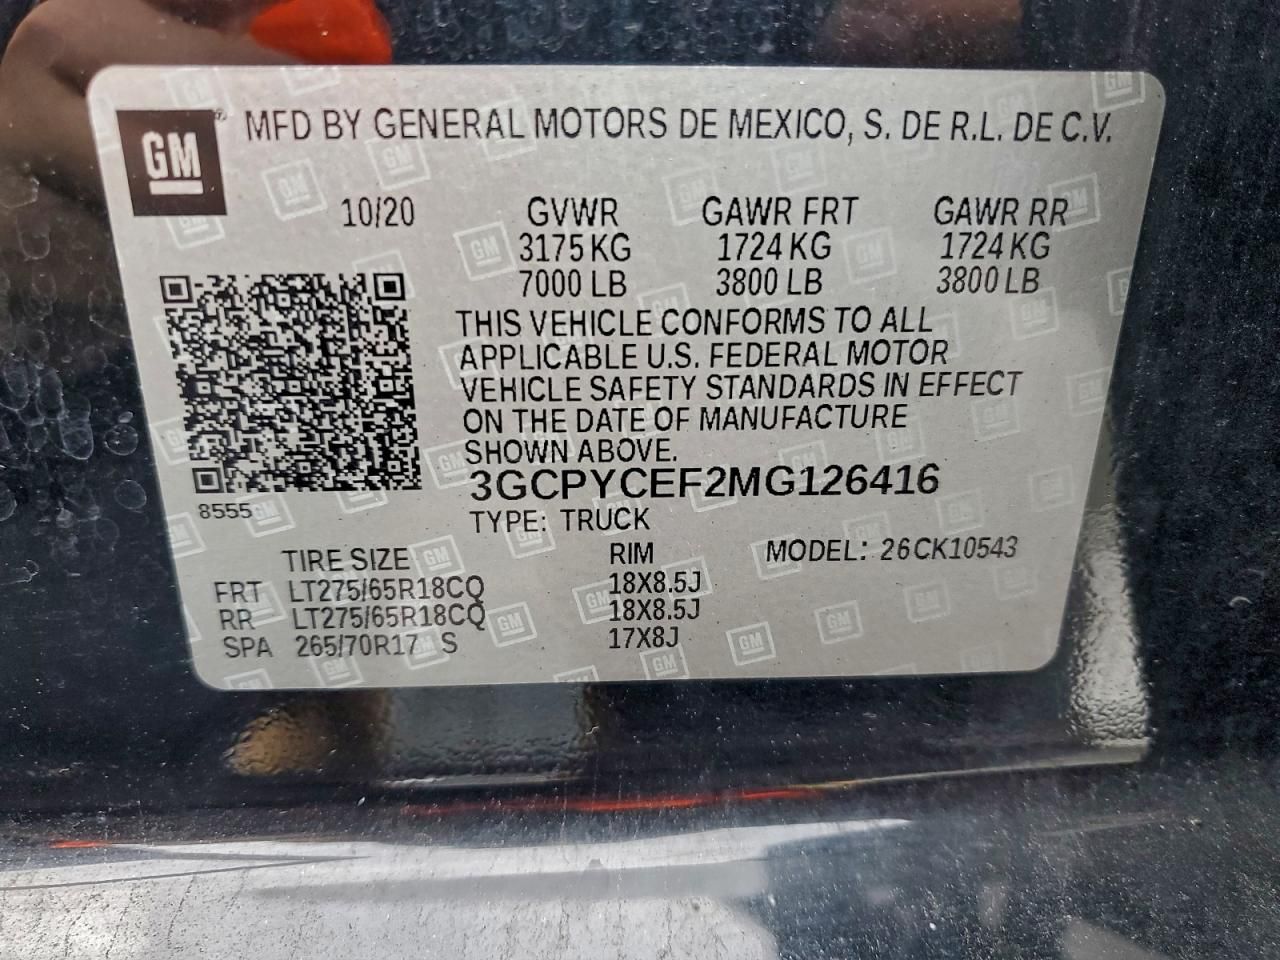 GM® MFD BY GENERAL MOTORS DE MEXICO, S. DE R.L. DE C.V.
10/20 GVWR GAWR FRT GAWR RR
3175 KG 1724 KG 1724 KG
7000 LB 3800 LB 3800 LB
THIS VEHICLE CONFORMS TO ALL
APPLICABLE U.S. FEDERAL MOTOR
VEHICLE SAFETY STANDARDS IN EFFECT
ON THE DATE OF MANUFACTURE
SHOWN ABOVE.
3GCPYCEF2MG126416
8555
TYPE: TRUCK
TIRE SIZE RIM MODEL: 26CK10543
FRT LT275/65R18CQ 18X8.5J
RR LT275/65R18CQ 18X8.5J
SPA 265/70R17 S 17X8J